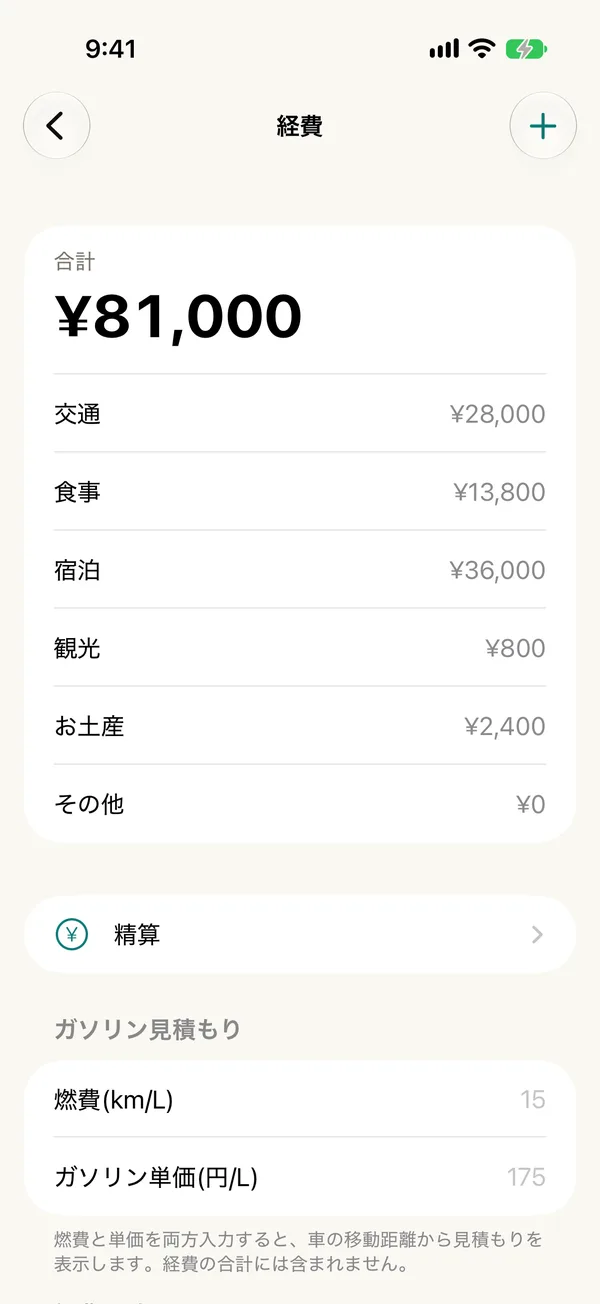 9:41
経費
合計
¥81,000
交通 ¥28,000
食事 ¥13,800
宿泊 ¥36,000
観光 ¥800
お土産 ¥2,400
その他 ¥0
¥ 精算
ガソリン見積もり
燃費(km/L) 15
ガソリン単価(円/L) 175
燃費と単価を両方入力すると、車の移動距離から見積もりを
表示します。経費の合計には含まれません。